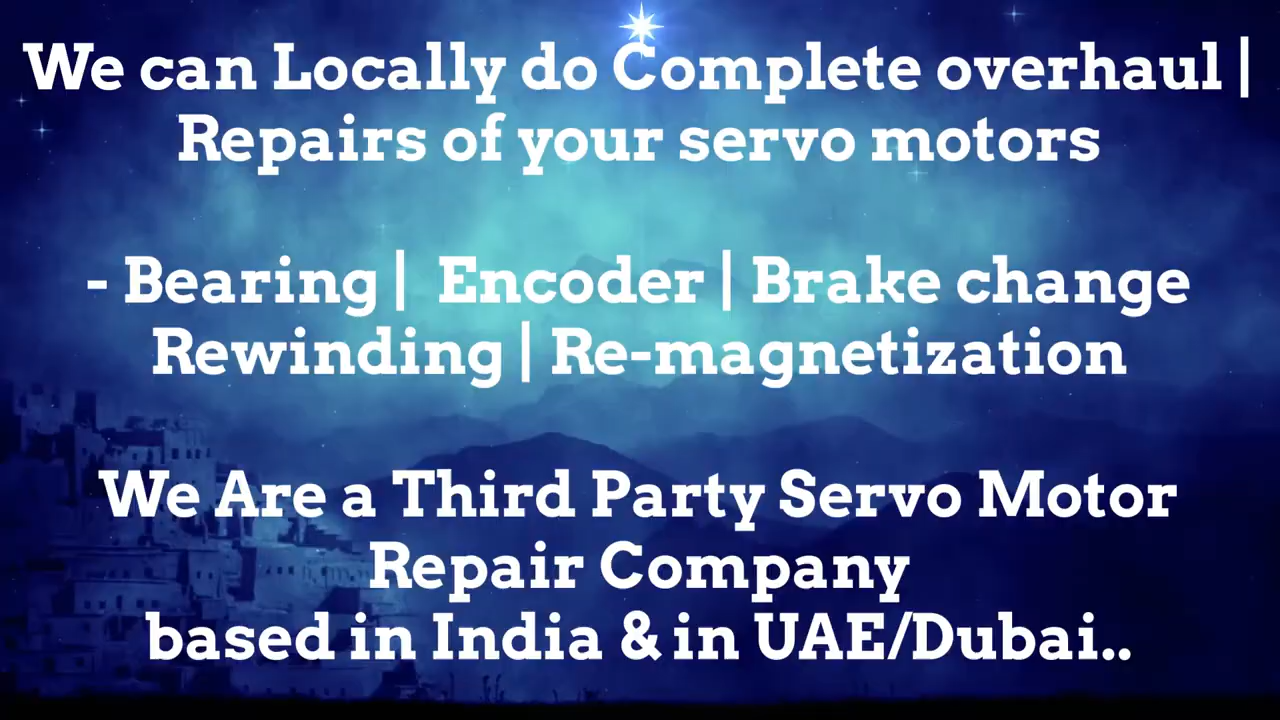 We can Locally do Complete overhaul |
Repairs of your servo motors
- Bearing |  Encoder | Brake change
Rewinding | Re-magnetization
We Are a Third Party Servo Motor
Repair Company
based in India & in UAE/Dubai..